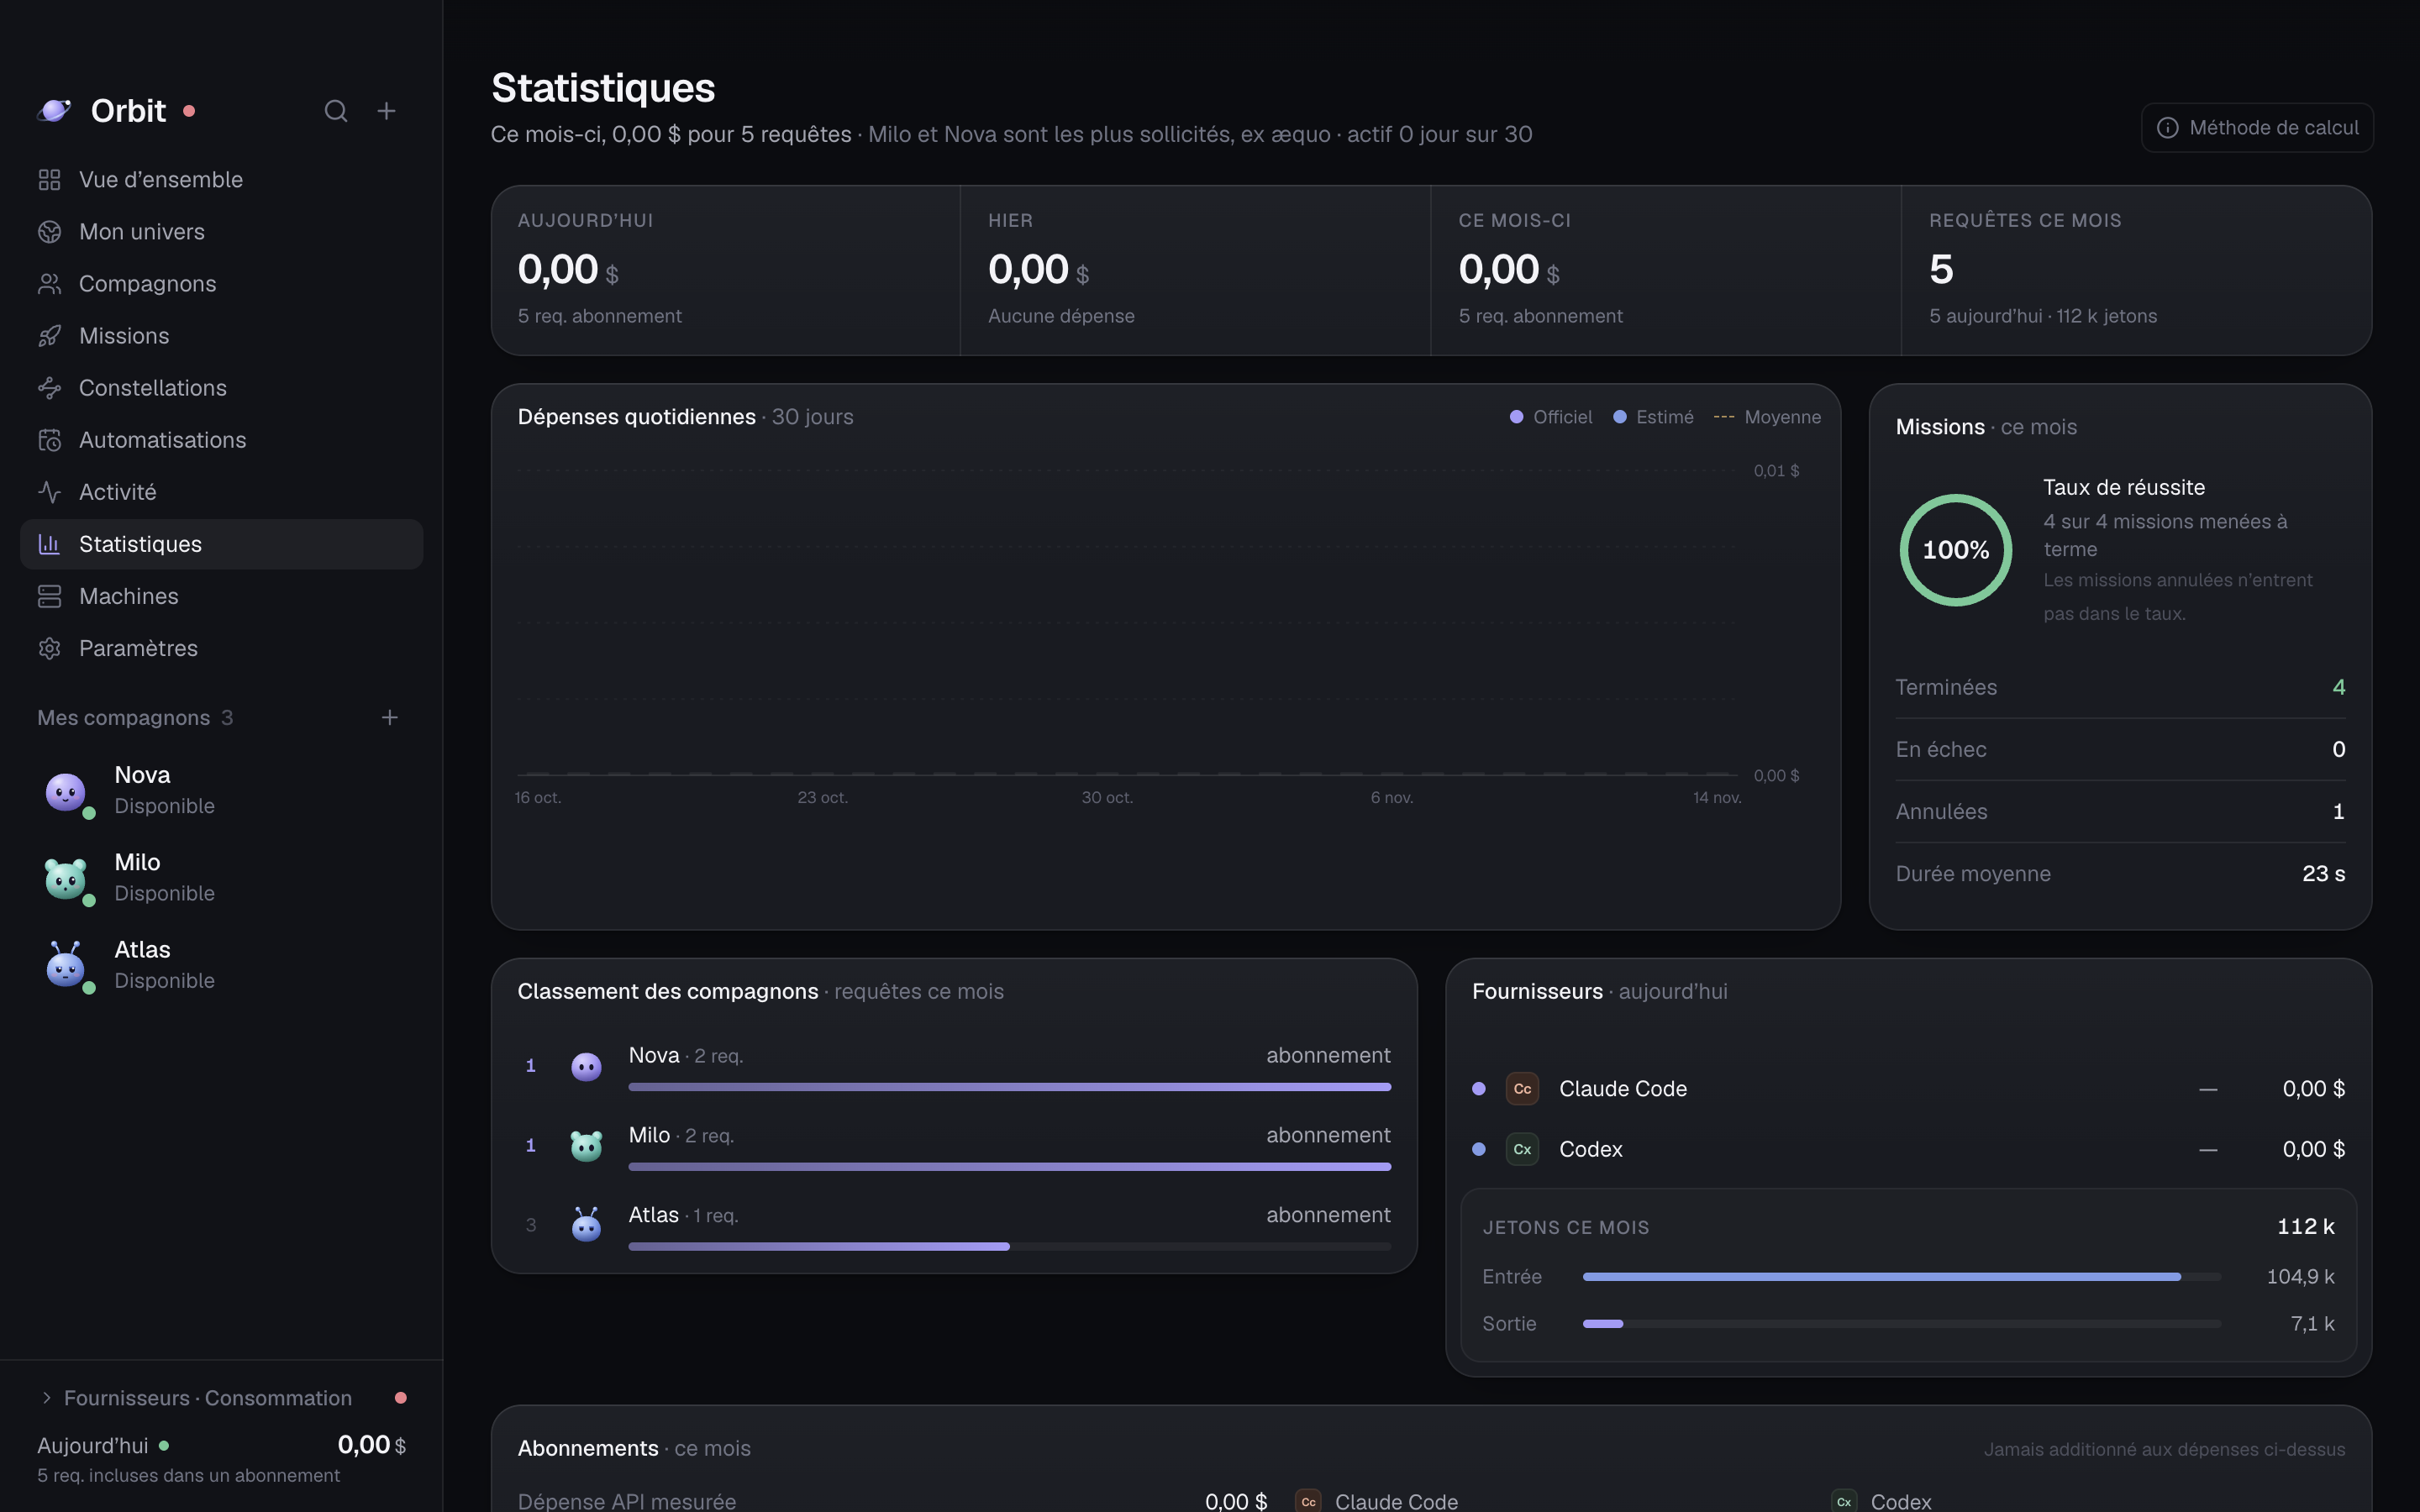 Orbit
Vue d’ensemble
Mon univers
Compagnons
Missions
Constellations
Automatisations
Activité
Statistiques
Machines
Paramètres
Mes compagnons 3
Nova
Disponible
Milo
Disponible
Atlas
Disponible
Fournisseurs · Consommation
Aujourd’hui 0,00 $
5 req. incluses dans un abonnement
Statistiques
Ce mois-ci, 0,00 $ pour 5 requêtes · Milo et Nova sont les plus sollicités, ex æquo · actif 0 jour sur 30
Méthode de calcul
AUJOURD’HUI
0,00 $
5 req. abonnement
HIER
0,00 $
Aucune dépense
CE MOIS-CI
0,00 $
5 req. abonnement
REQUÊTES CE MOIS
5
5 aujourd’hui · 112 k jetons
Dépenses quotidiennes · 30 jours
Officiel Estimé Moyenne
0,01 $
0,00 $
16 oct. 23 oct. 30 oct. 6 nov. 14 nov.
Missions · ce mois
100%
Taux de réussite
4 sur 4 missions menées à
terme
Les missions annulées n’entrent
pas dans le taux.
Terminées 4
En échec 0
Annulées 1
Durée moyenne 23 s
Classement des compagnons · requêtes ce mois
1 Nova · 2 req. abonnement
1 Milo · 2 req. abonnement
3 Atlas · 1 req. abonnement
Fournisseurs · aujourd’hui
Cc Claude Code — 0,00 $
Cx Codex — 0,00 $
JETONS CE MOIS 112 k
Entrée 104,9 k
Sortie 7,1 k
Abonnements · ce mois
Jamais additionné aux dépenses ci-dessus
Dépense API mesurée 0,00 $ Cc Claude Code Cx Codex